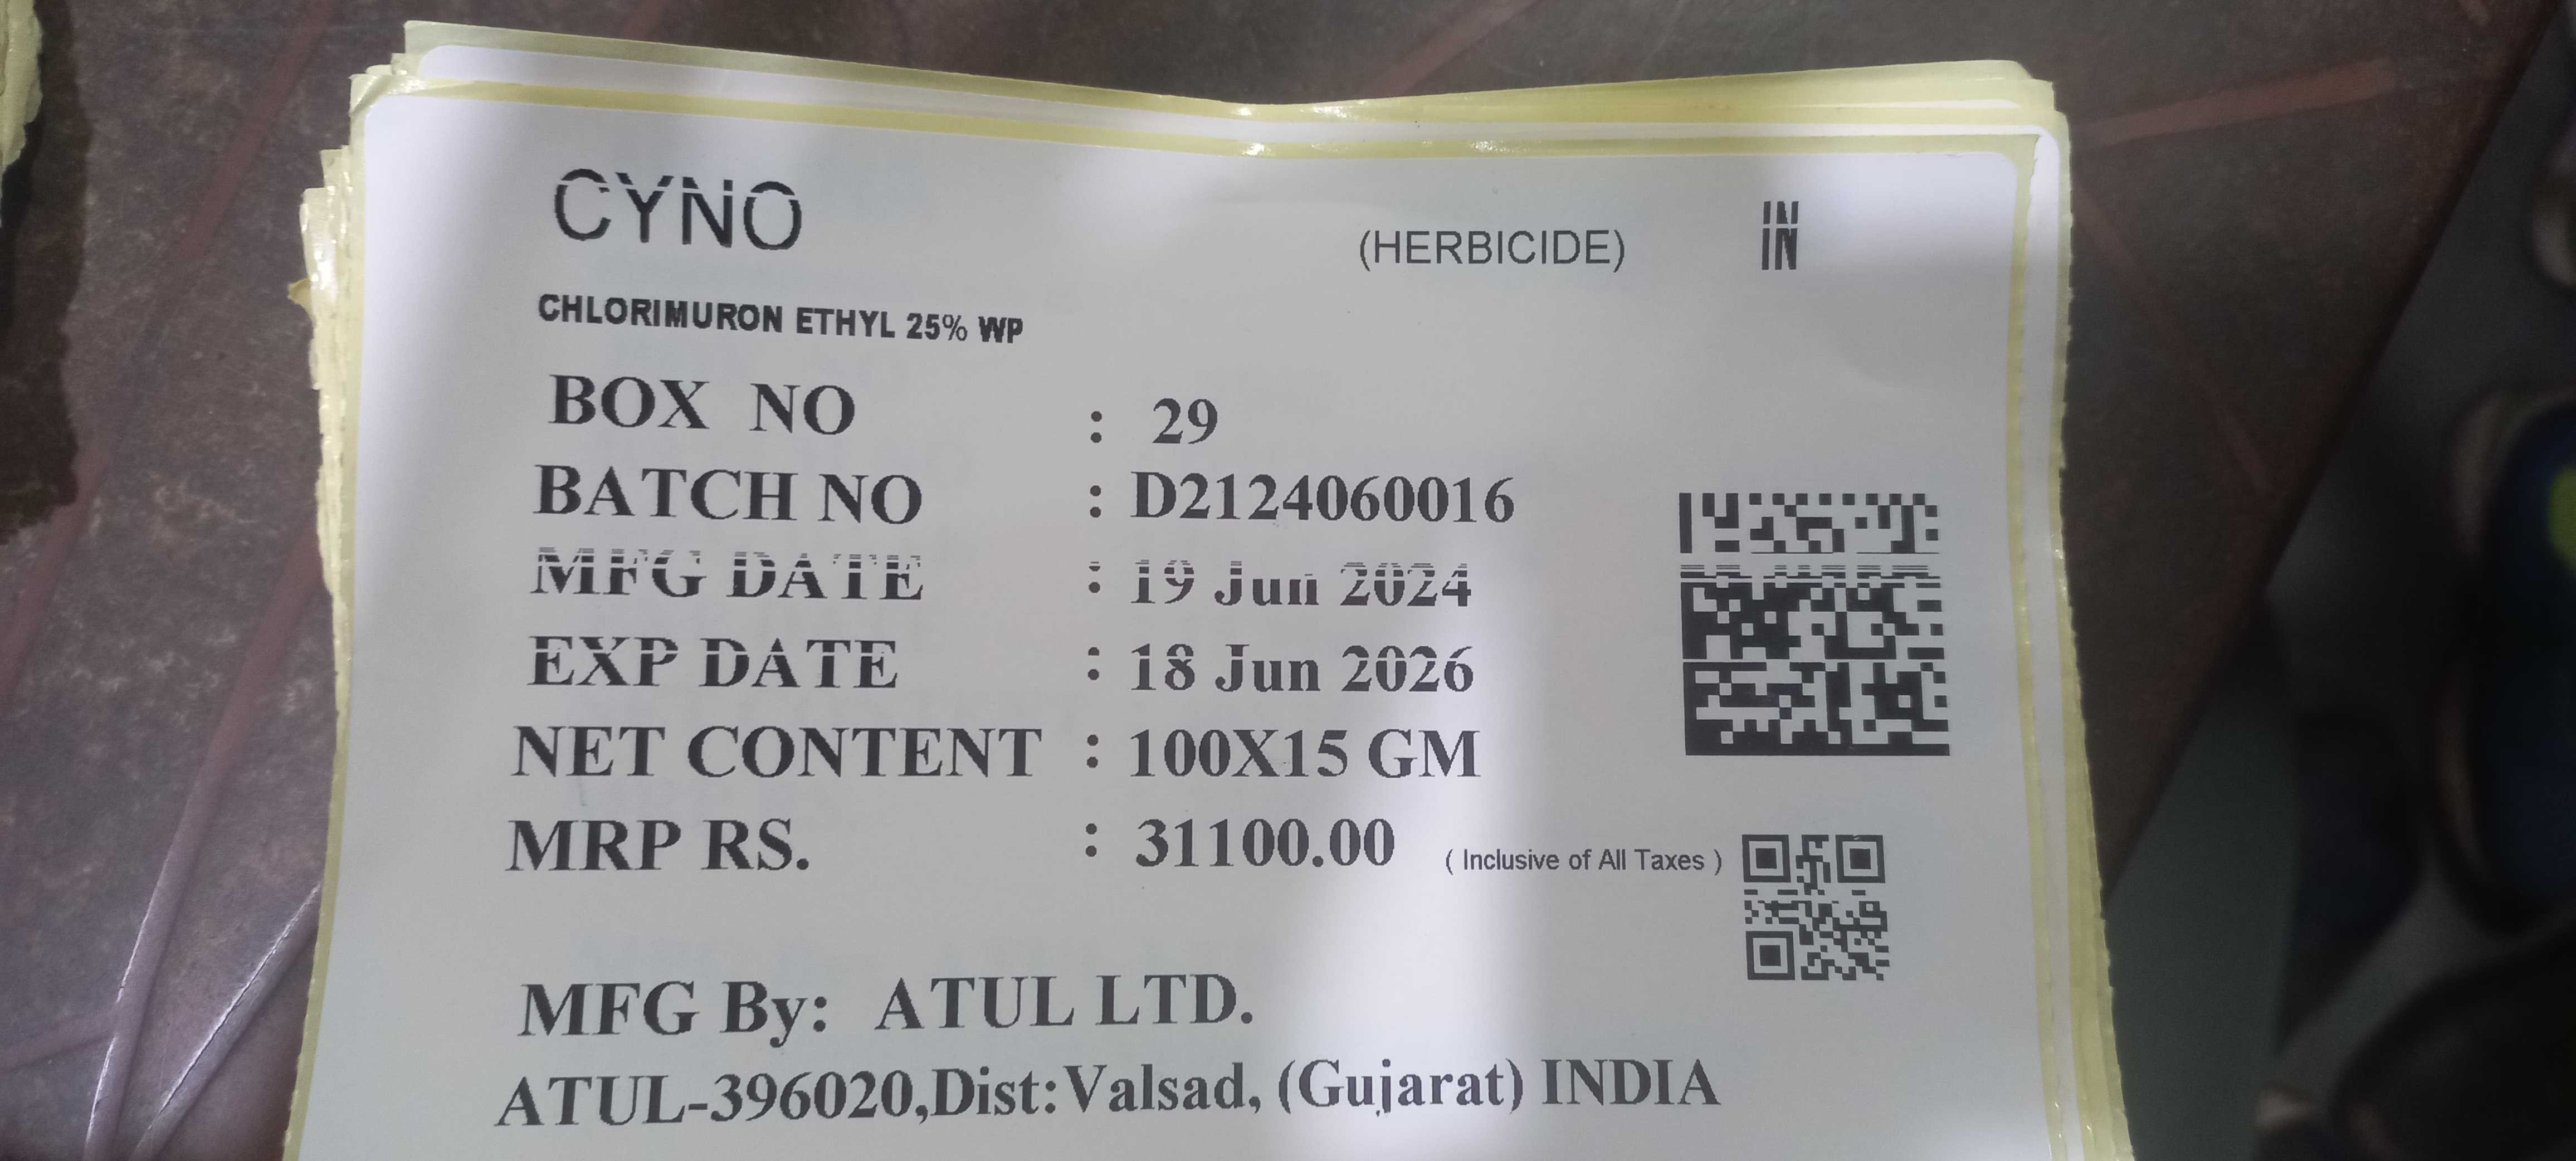 CYNO
(HERBICIDE)
IN
CHLORIMURON ETHYL 25% WP
BOX NO : 29
BATCH NO : D2124060016
MFG DATE : 19 Jun 2024
EXP DATE : 18 Jun 2026
NET CONTENT : 100X15 GM
MRP RS. : 31100.00 ( Inclusive of All Taxes )
MFG By: ATUL LTD.
ATUL-396020,Dist:Valsad, (Gujarat) INDIA